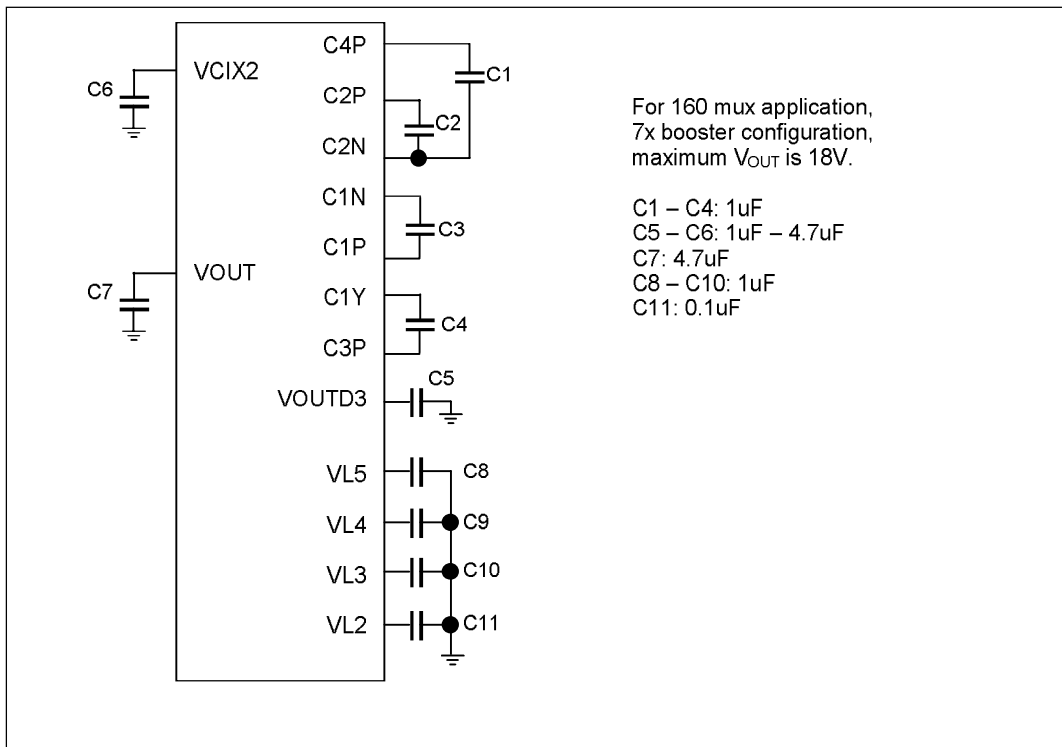 C4P
C1
VCIX2
C6
C2P
C2
C2N
C1N
C3
C1P
VOUT
C7
C1Y
C4
C3P
C5
VOUTD3
VL5
C8
VL4
C9
VL3
C10
VL2
C11
For 160 mux application,
7x booster configuration,
maximum VOUT is 18V.
C1 – C4: 1uF
C5 – C6: 1uF – 4.7uF
C7: 4.7uF
C8 – C10: 1uF
C11: 0.1uF